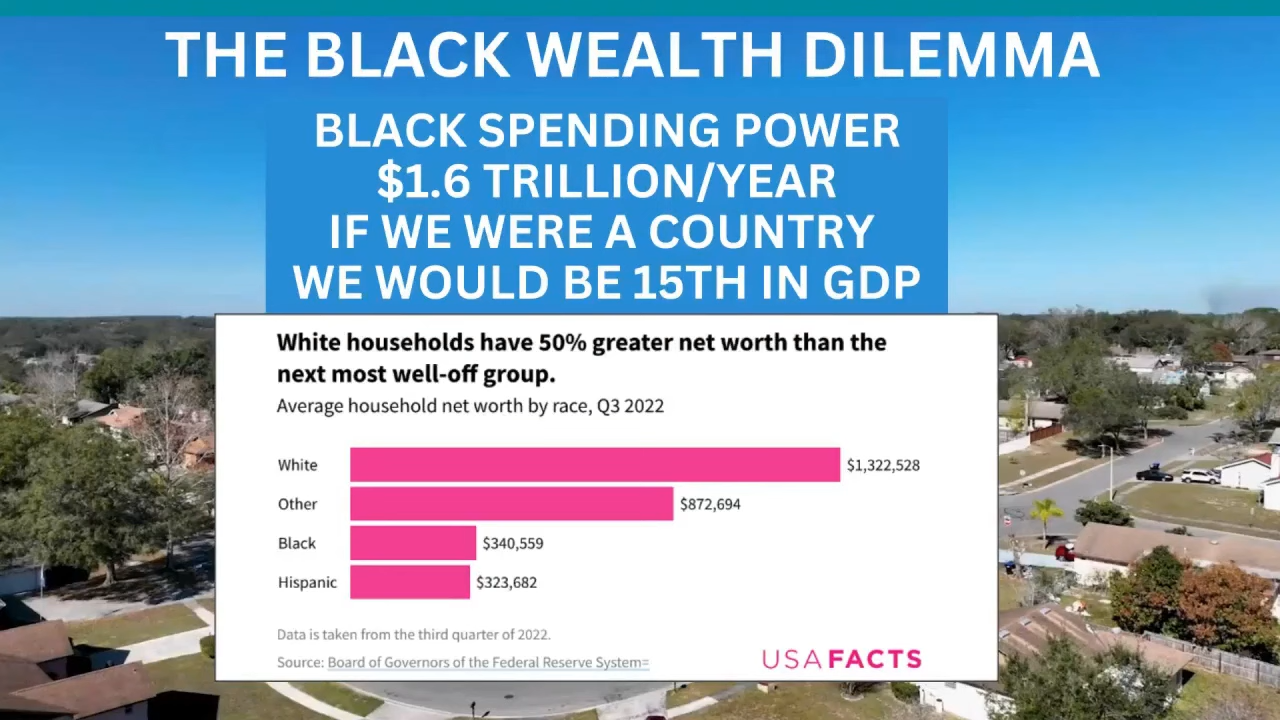 THE BLACK WEALTH DILEMMA
BLACK SPENDING POWER
$1.6 TRILLION/YEAR
IF WE WERE A COUNTRY
WE WOULD BE 15TH IN GDP
White households have 50% greater net worth than the
next most well-off group.
Average household net worth by race, Q3 2022
White $1,322,528
Other $872,694
Black $340,559
Hispanic $323,682
Data is taken from the third quarter of 2022.
Source: Board of Governors of the Federal Reserve System=
USAFACTS